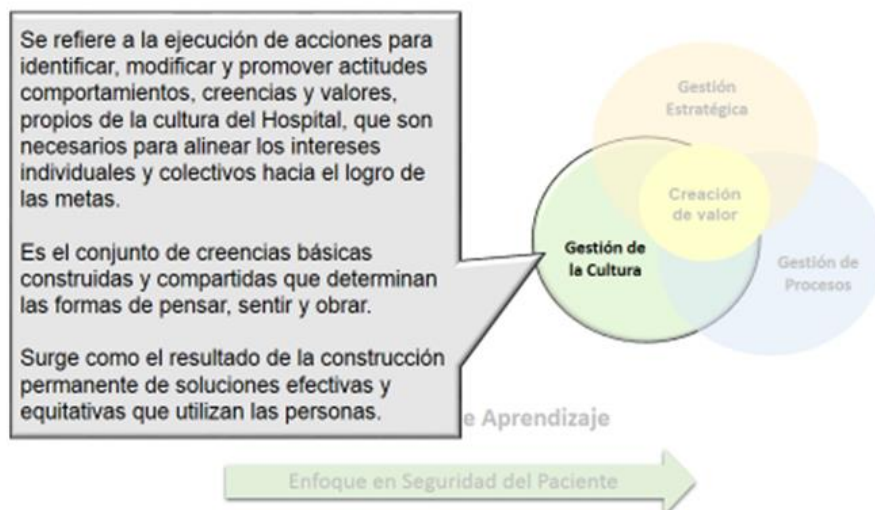 Se refiere a la ejecución de acciones para
identificar, modificar y promover actitudes
comportamientos, creencias y valores,
propios de la cultura del Hospital, que son
necesarios para alinear los intereses
individuales y colectivos hacia el logro de
las metas.
Es el conjunto de creencias básicas
construidas y compartidas que determinan
las formas de pensar, sentir y obrar.
Surge como el resultado de la construcción
permanente de soluciones efectivas y
equitativas que utilizan las personas.
Gestión
Estratégica
Creación
de valor
Gestión de
la Cultura
Gestión de
Procesos
e Aprendizaje
Enfoque en Seguridad del Paciente